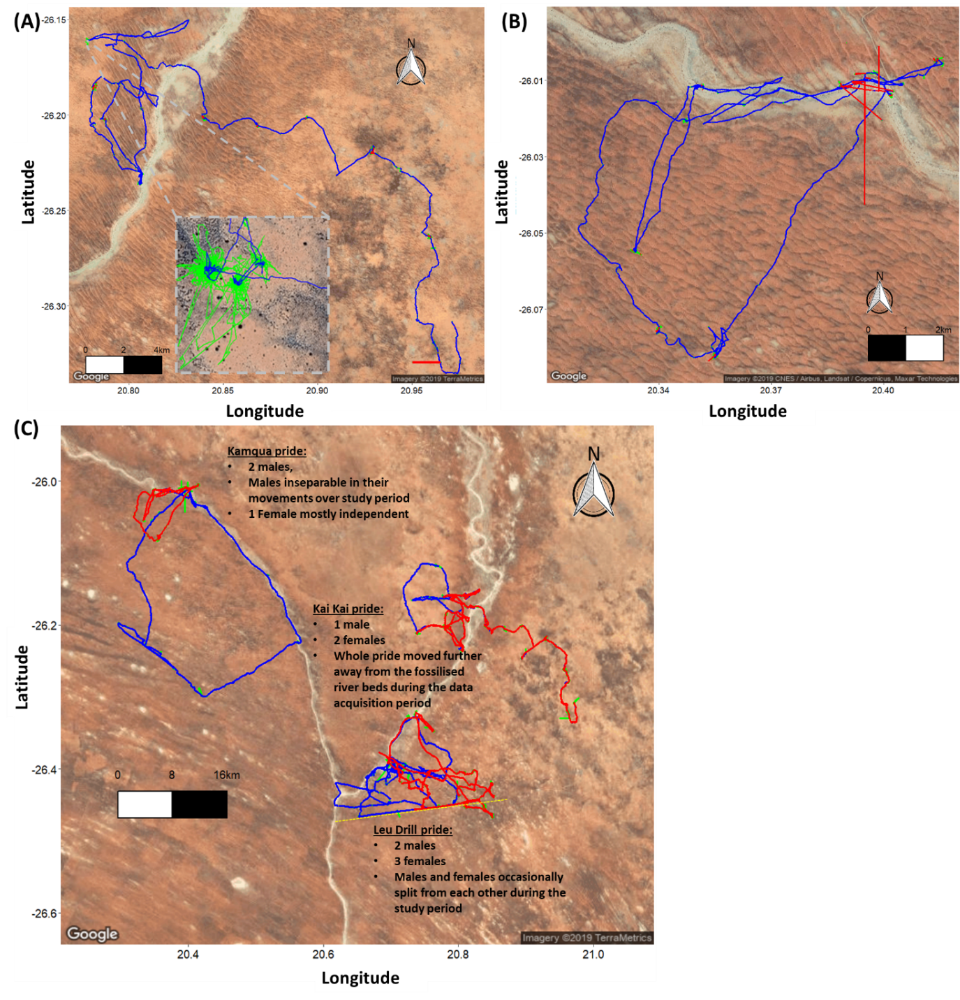 (A)
-26.15
-26.20
-26.25
-26.30
Latitude
N
0 2 4km
Google
Imagery ©2019 TerraMetrics
20.80 20.85 20.90 20.95
Longitude
(B)
-26.01
-26.03
-26.05
-26.07
Latitude
N
0 1 2km
Google
Imagery ©2019 CNES / Airbus, Landsat / Copernicus, Maxar Technologies
20.34 20.37 20.40
Longitude
(C)
-26.0
-26.2
-26.4
-26.6
Latitude
Kamqua pride:
• 2 males,
• Males inseparable in their
movements over study period
• 1 Female mostly independent
N
Kai Kai pride:
• 1 male
• 2 females
• Whole pride moved further
away from the fossilised
river beds during the data
acquisition period
0 8 16km
Leu Drill pride:
• 2 males
• 3 females
• Males and females occasionally
split from each other during the
study period
Google
Imagery ©2019 TerraMetrics
20.4 20.6 20.8 21.0
Longitude